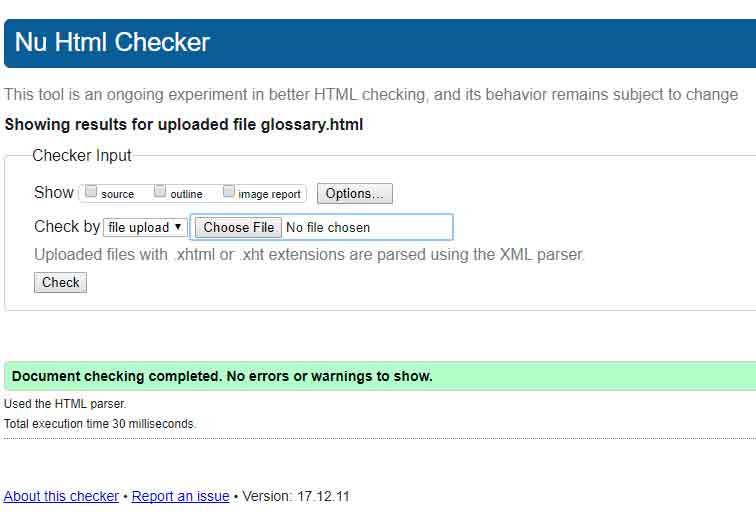 Nu Html Checker
This tool is an ongoing experiment in better HTML checking, and its behavior remains subject to change
Showing results for uploaded file glossary.html
Checker Input
Show source outline image report Options...
Check by file upload Choose File No file chosen
Uploaded files with .xhtml or .xht extensions are parsed using the XML parser.
Check
Document checking completed. No errors or warnings to show.
Used the HTML parser.
Total execution time 30 milliseconds.
About this checker • Report an issue • Version: 17.12.11